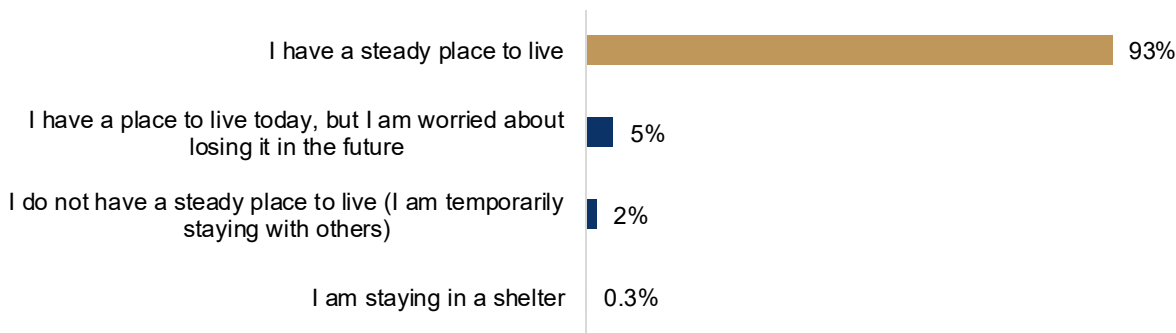 I have a steady place to live
93%
I have a place to live today, but I am worried about
losing it in the future
5%
I do not have a steady place to live (I am temporarily
staying with others)
2%
I am staying in a shelter
0.3%